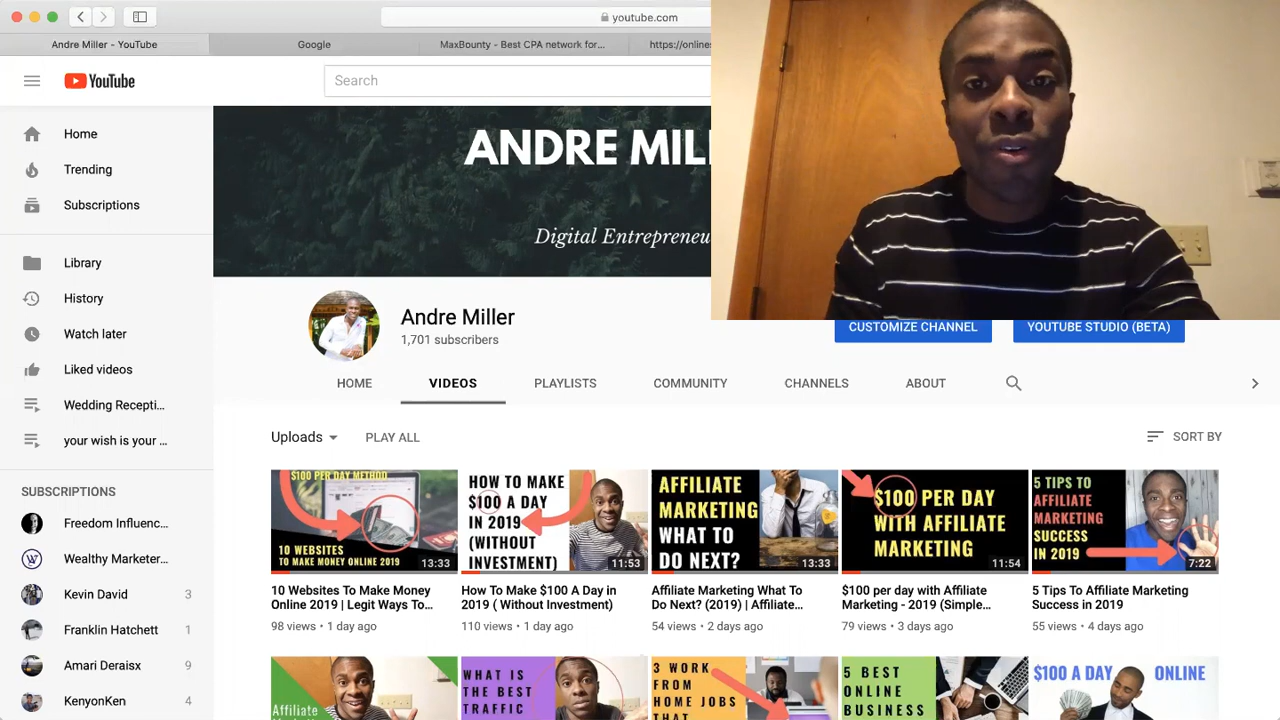 youtube.com
Andre Miller - YouTube
Google
MaxBounty - Best CPA network for...
https://onlines
YouTube
Search
Home
Trending
Subscriptions
Library
History
Watch later
Liked videos
Wedding Recepti...
your wish is your ...
SUBSCRIPTIONS
Freedom Influenc...
Wealthy Marketer...
Kevin David 3
Franklin Hatchett 1
Amari Deraisx 9
KenyonKen 4
ANDRE MIL
Digital Entrepreneu
Andre Miller
1,701 subscribers
CUSTOMIZE CHANNEL
YOUTUBE STUDIO (BETA)
HOME
VIDEOS
PLAYLISTS
COMMUNITY
CHANNELS
ABOUT
Uploads
PLAY ALL
SORT BY
$100 PER DAY METHOD
10 WEBSITES
TO MAKE MONEY
ONLINE 2019
13:33
10 Websites To Make Money
Online 2019 | Legit Ways To...
98 views • 1 day ago
HOW TO MAKE
$100 A DAY
IN 2019
(WITHOUT
INVESTMENT)
11:53
How To Make $100 A Day in
2019 ( Without Investment)
110 views • 1 day ago
AFFILIATE
MARKETING
WHAT TO
DO NEXT?
13:33
Affiliate Marketing What To
Do Next? (2019) | Affiliate...
54 views • 2 days ago
$100 PER DAY
WITH AFFILIATE
MARKETING
11:54
$100 per day with Affiliate
Marketing - 2019 (Simple...
79 views • 3 days ago
5 TIPS TO
AFFILIATE
MARKETING
SUCCESS
IN 2019
7:22
5 Tips To Affiliate Marketing
Success in 2019
55 views • 4 days ago
Affiliate
WHAT IS
THE BEST
TRAFFIC
3 WORK
FROM
HOME JOBS
THAT
5 BEST
ONLINE
BUSINESS
$100 A DAY ONLINE